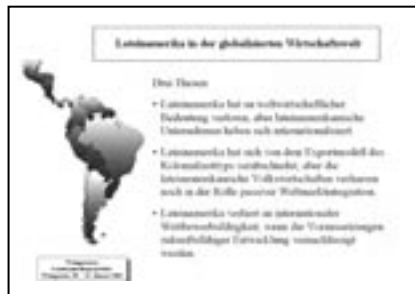 Lateinamerika in der globalisierten Wirtschaftswelt
Drei Thesen
• Lateinamerika hat an weltwirtschaftlicher
Bedeutung verloren, aber lateinamerikanische
Unternehmen haben sich internationalisiert
• Lateinamerika hat sich von dem Exportmodell des
Kolonialtyps verabschiedet, aber die
lateinamerikanischen Volkswirtschaften verharren
noch in der Rolle passiver Weltmarktintegration.
• Lateinamerika verliert an internationaler
Wettbewerbsfähigkeit, wenn die Voraussetzungen
zukunftsfähiger Entwicklung vernachlässigt
werden.